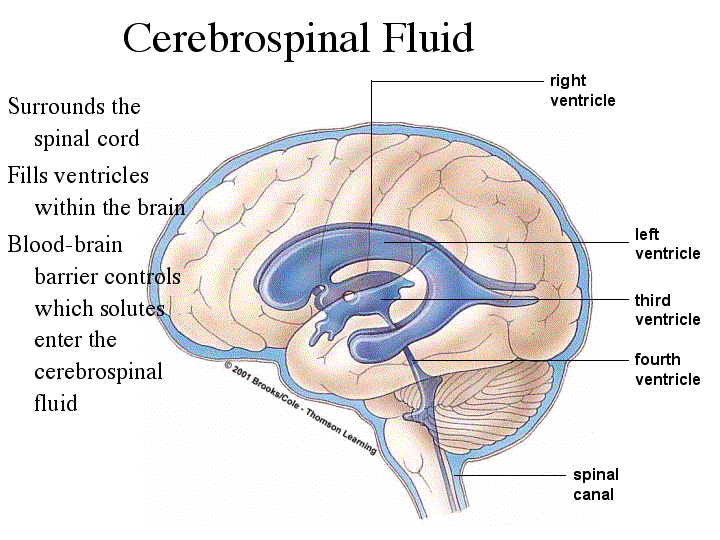 Cerebrospinal Fluid
Surrounds the
spinal cord
Fills ventricles
within the brain
Blood-brain
barrier controls
which solutes
enter the
cerebrospinal
fluid
right
ventricle
left
ventricle
third
ventricle
fourth
ventricle
spinal
canal
© 2001 Brooks/Cole - Thomson Learning